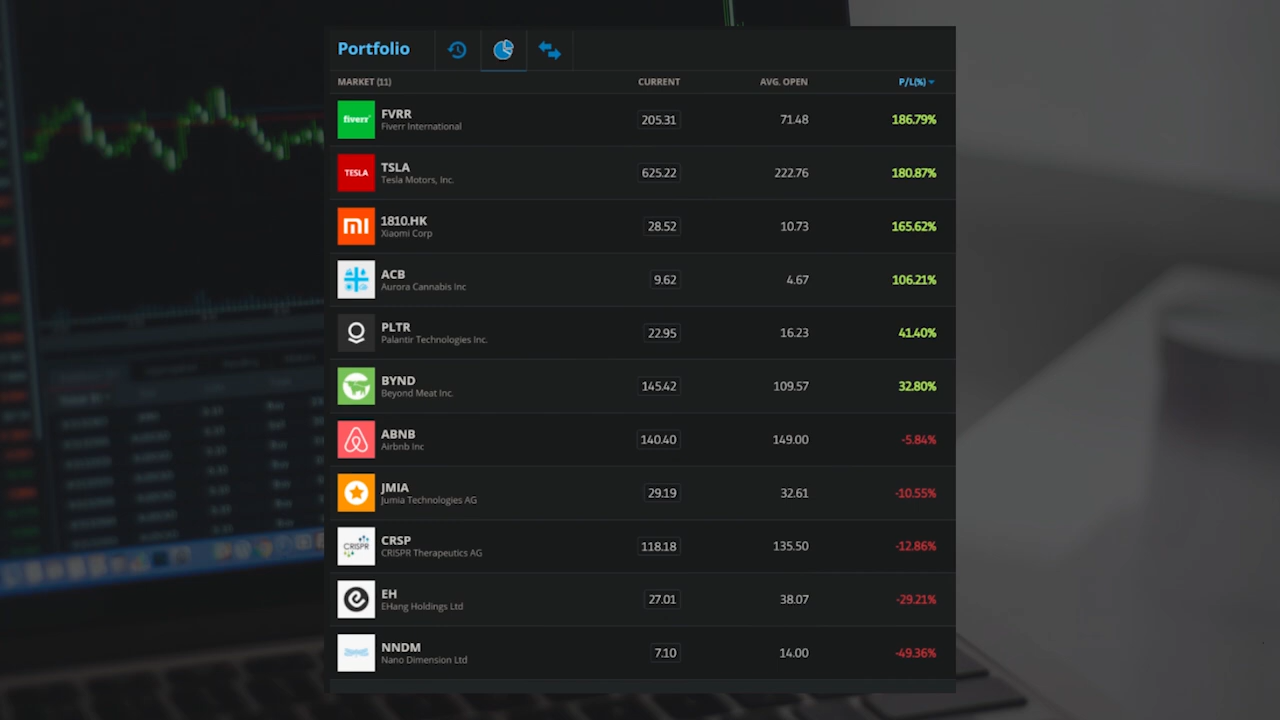 Portfolio
MARKET (11) CURRENT AVG. OPEN P/L(%)
fiverr FVRR 205.31 71.48 186.79%
Fiverr International
TESLA TSLA 625.22 222.76 180.87%
Tesla Motors, Inc.
mi 1810.HK 28.52 10.73 165.62%
Xiaomi Corp
ACB 9.62 4.67 106.21%
Aurora Cannabis Inc
PLTR 22.95 16.23 41.40%
Palantir Technologies Inc.
BYND 145.42 109.57 32.80%
Beyond Meat Inc.
ABNB 140.40 149.00 -5.84%
Airbnb Inc
JMIA 29.19 32.61 -10.55%
Jumia Technologies AG
CRISPR CRSP 118.18 135.50 -12.86%
CRISPR Therapeutics AG
EH 27.01 38.07 -29.21%
EHang Holdings Ltd
NNDM 7.10 14.00 -49.36%
Nano Dimension Ltd